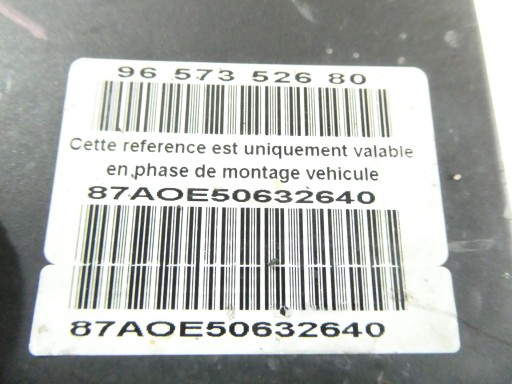 96 573 526 80
Cette reference est uniquement valable
en phase de montage vehicule
87AOE50632640
87AOE50632640